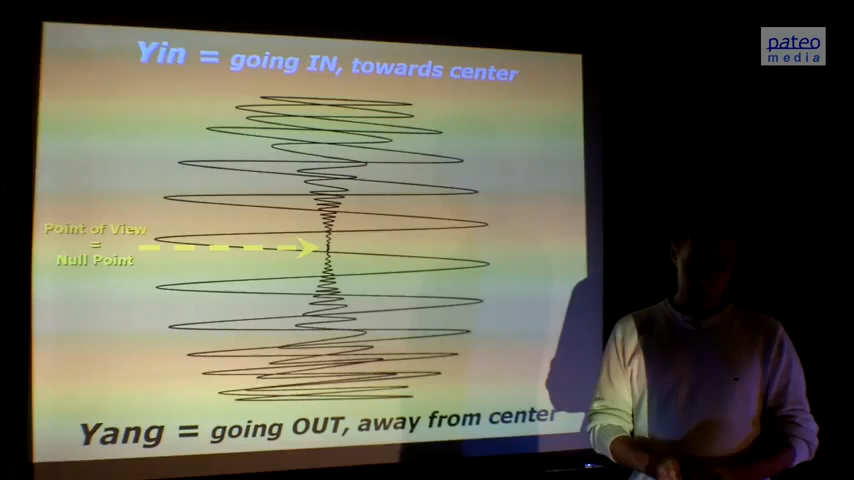 pateo
media
Yin = going IN, towards center
Point of View
=
Null Point
Yang = going OUT, away from center